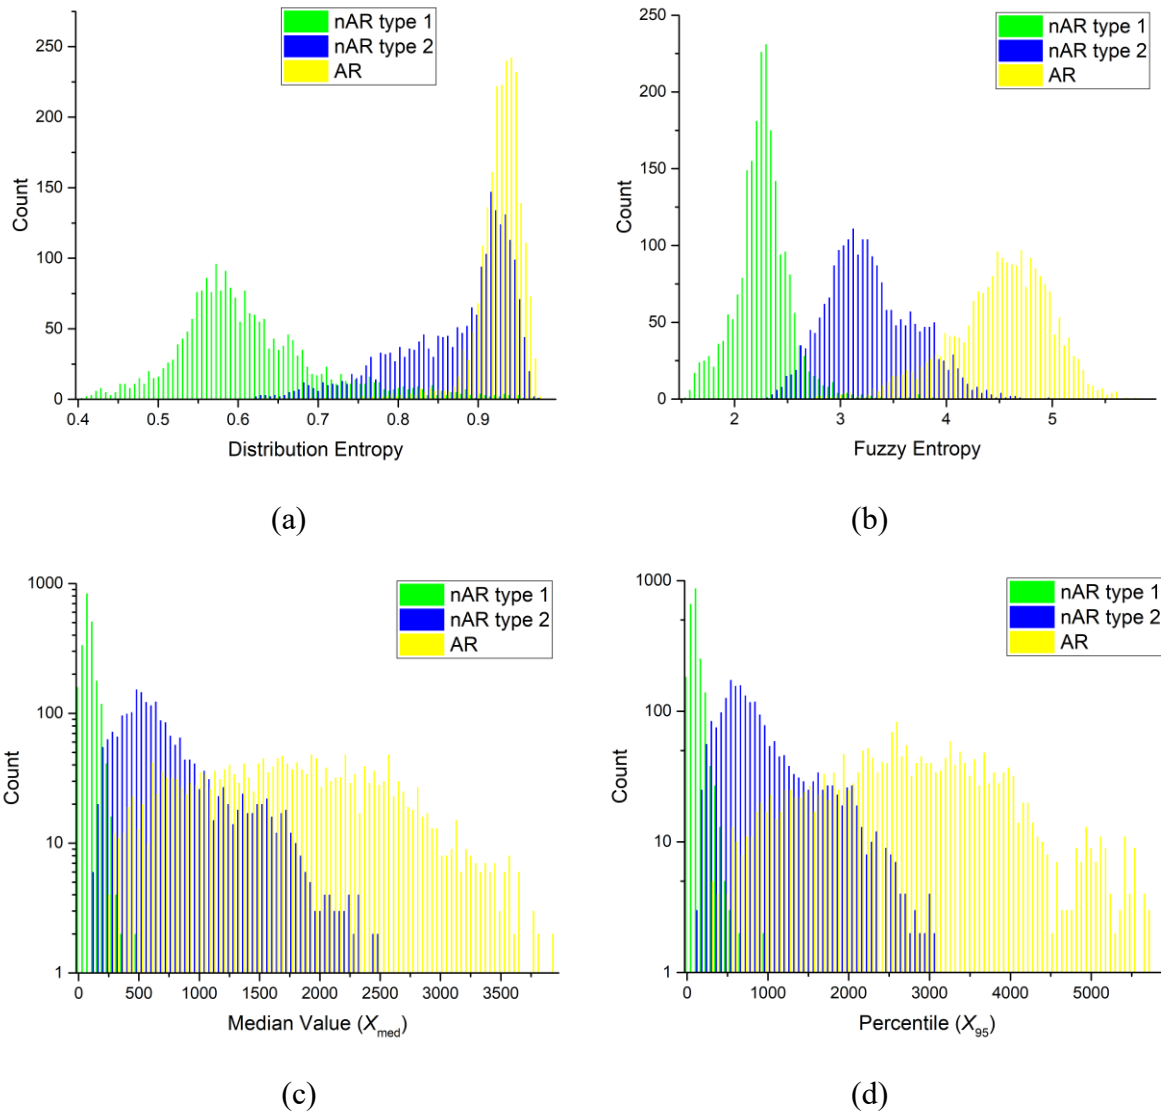 nAR type 1
nAR type 2
AR
250
200
150
100
50
0
Count
0.4 0.5 0.6 0.7 0.8 0.9
Distribution Entropy
(a)
nAR type 1
nAR type 2
AR
250
200
150
100
50
0
Count
2 3 4 5
Fuzzy Entropy
(b)
nAR type 1
nAR type 2
AR
1000
100
10
1
Count
0 500 1000 1500 2000 2500 3000 3500
Median Value (Xmed)
(c)
nAR type 1
nAR type 2
AR
1000
100
10
1
Count
0 1000 2000 3000 4000 5000
Percentile (X95)
(d)